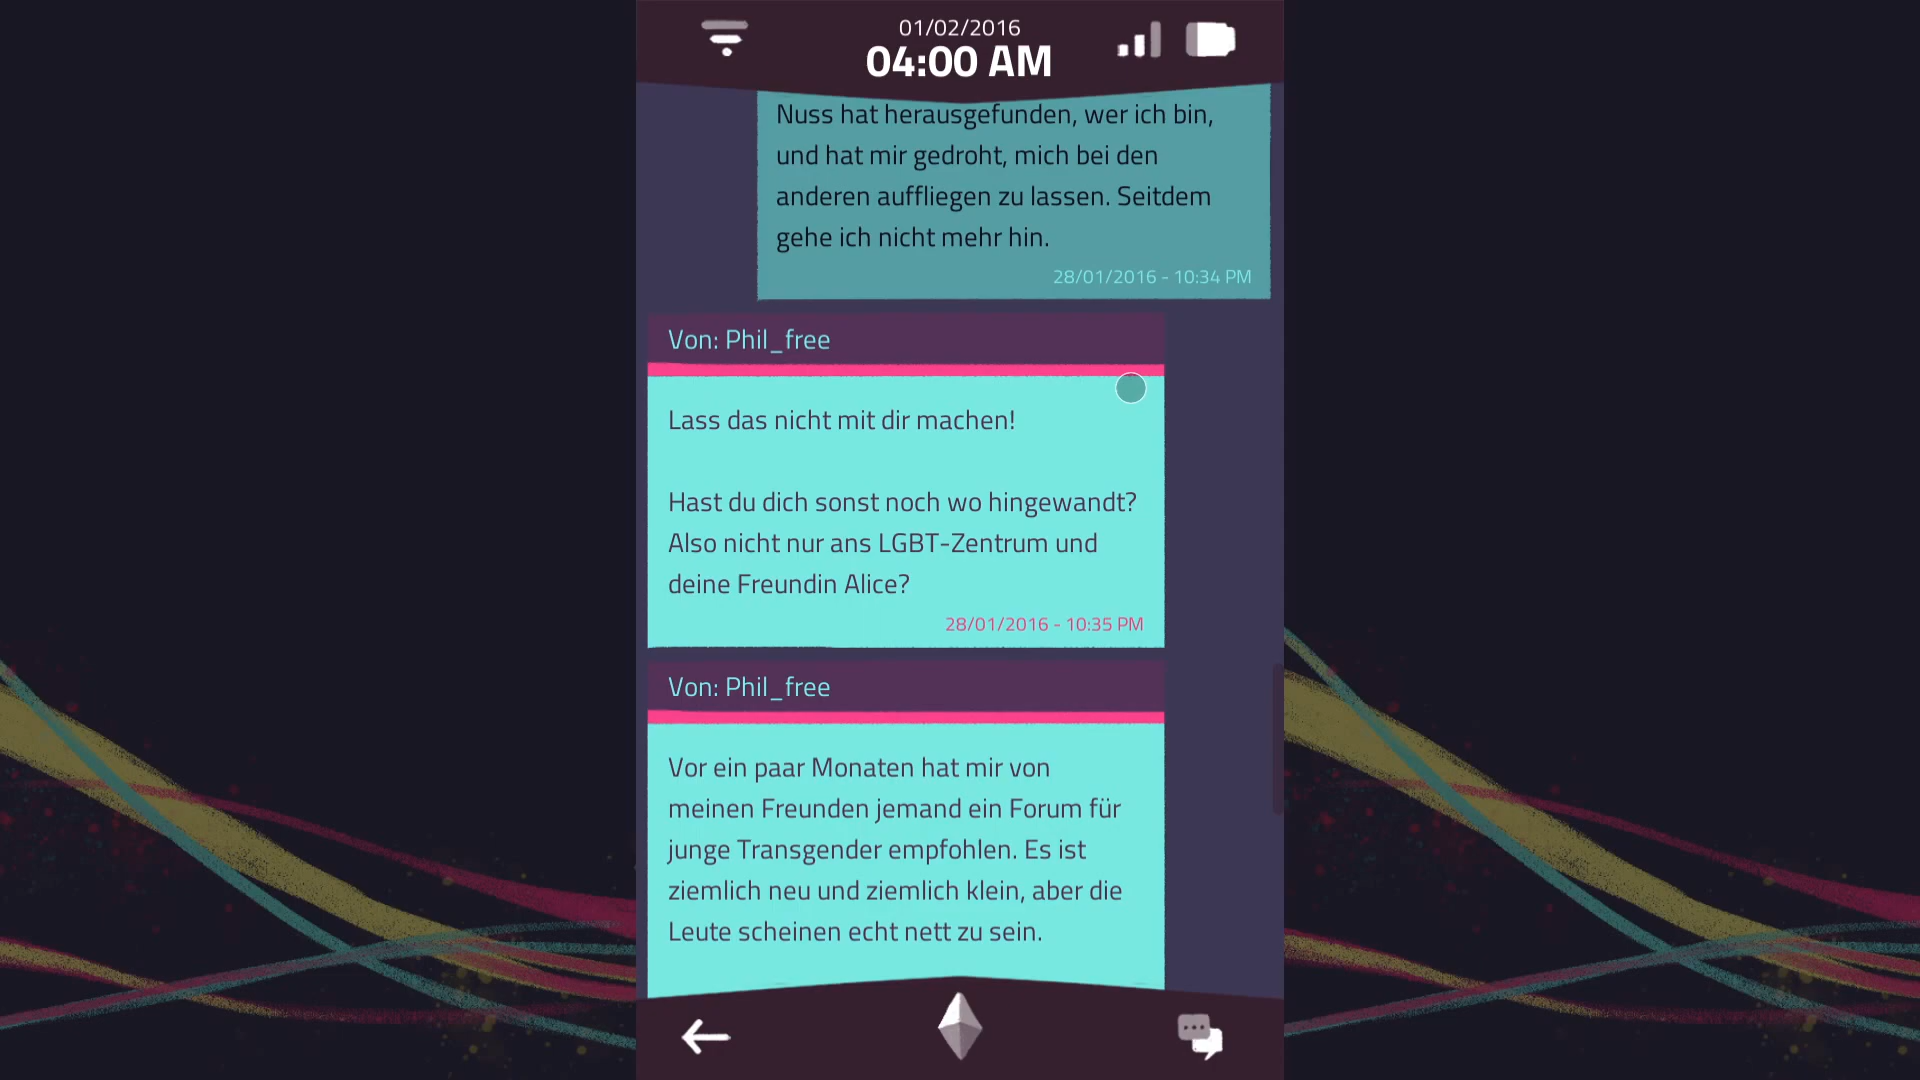 01/02/2016
04:00 AM
Nuss hat herausgefunden, wer ich bin,
und hat mir gedroht, mich bei den
anderen auffliegen zu lassen. Seitdem
gehe ich nicht mehr hin.
28/01/2016 - 10:34 PM
Von: Phil_free
Lass das nicht mit dir machen!
Hast du dich sonst noch wo hingewandt?
Also nicht nur ans LGBT-Zentrum und
deine Freundin Alice?
28/01/2016 - 10:35 PM
Von: Phil_free
Vor ein paar Monaten hat mir von
meinen Freunden jemand ein Forum für
junge Transgender empfohlen. Es ist
ziemlich neu und ziemlich klein, aber die
Leute scheinen echt nett zu sein.